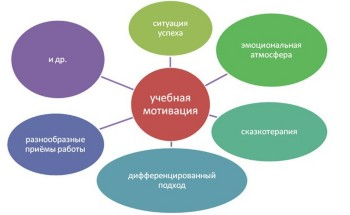 ситуация
успеха
эмоциональная
атмосфера
сказкотерапия
дифференцированный
подход
разнообразные
приёмы работы
и др.
учебная
мотивация